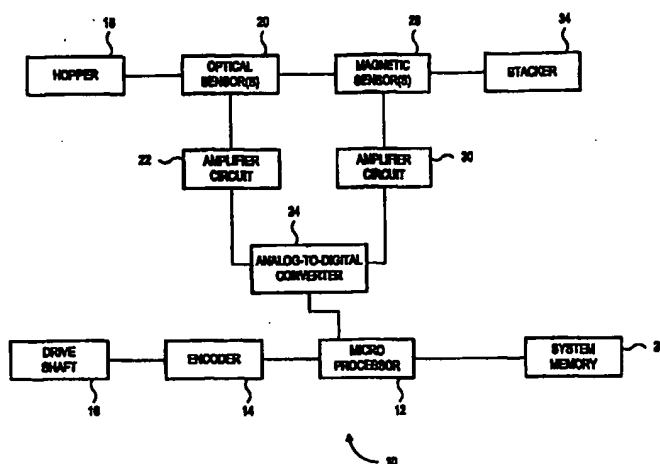 18
20
28
34
HOPPER
OPTICAL
SENSOR(S)
MAGNETIC
SENSOR(S)
STACKER
22
AMPLIFIER
CIRCUIT
AMPLIFIER
CIRCUIT
30
24
ANALOG-TO-DIGITAL
CONVERTER
DRIVE
SHAFT
ENCODER
MICRO
PROCESSOR
SYSTEM
MEMORY
16
14
12
10